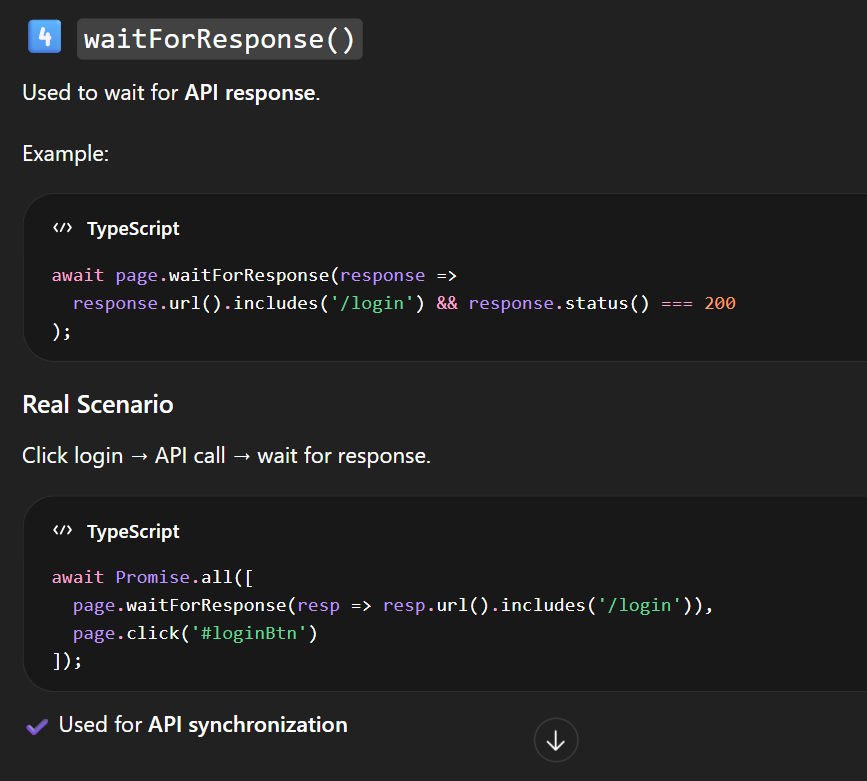 4 waitForResponse()
Used to wait for API response.
Example:
</> TypeScript
await page.waitForResponse(response =>
  response.url().includes('/login') && response.status() === 200
);
Real Scenario
Click login → API call → wait for response.
</> TypeScript
await Promise.all([
  page.waitForResponse(resp => resp.url().includes('/login')),
  page.click('#loginBtn')
]);
✔ Used for API synchronization